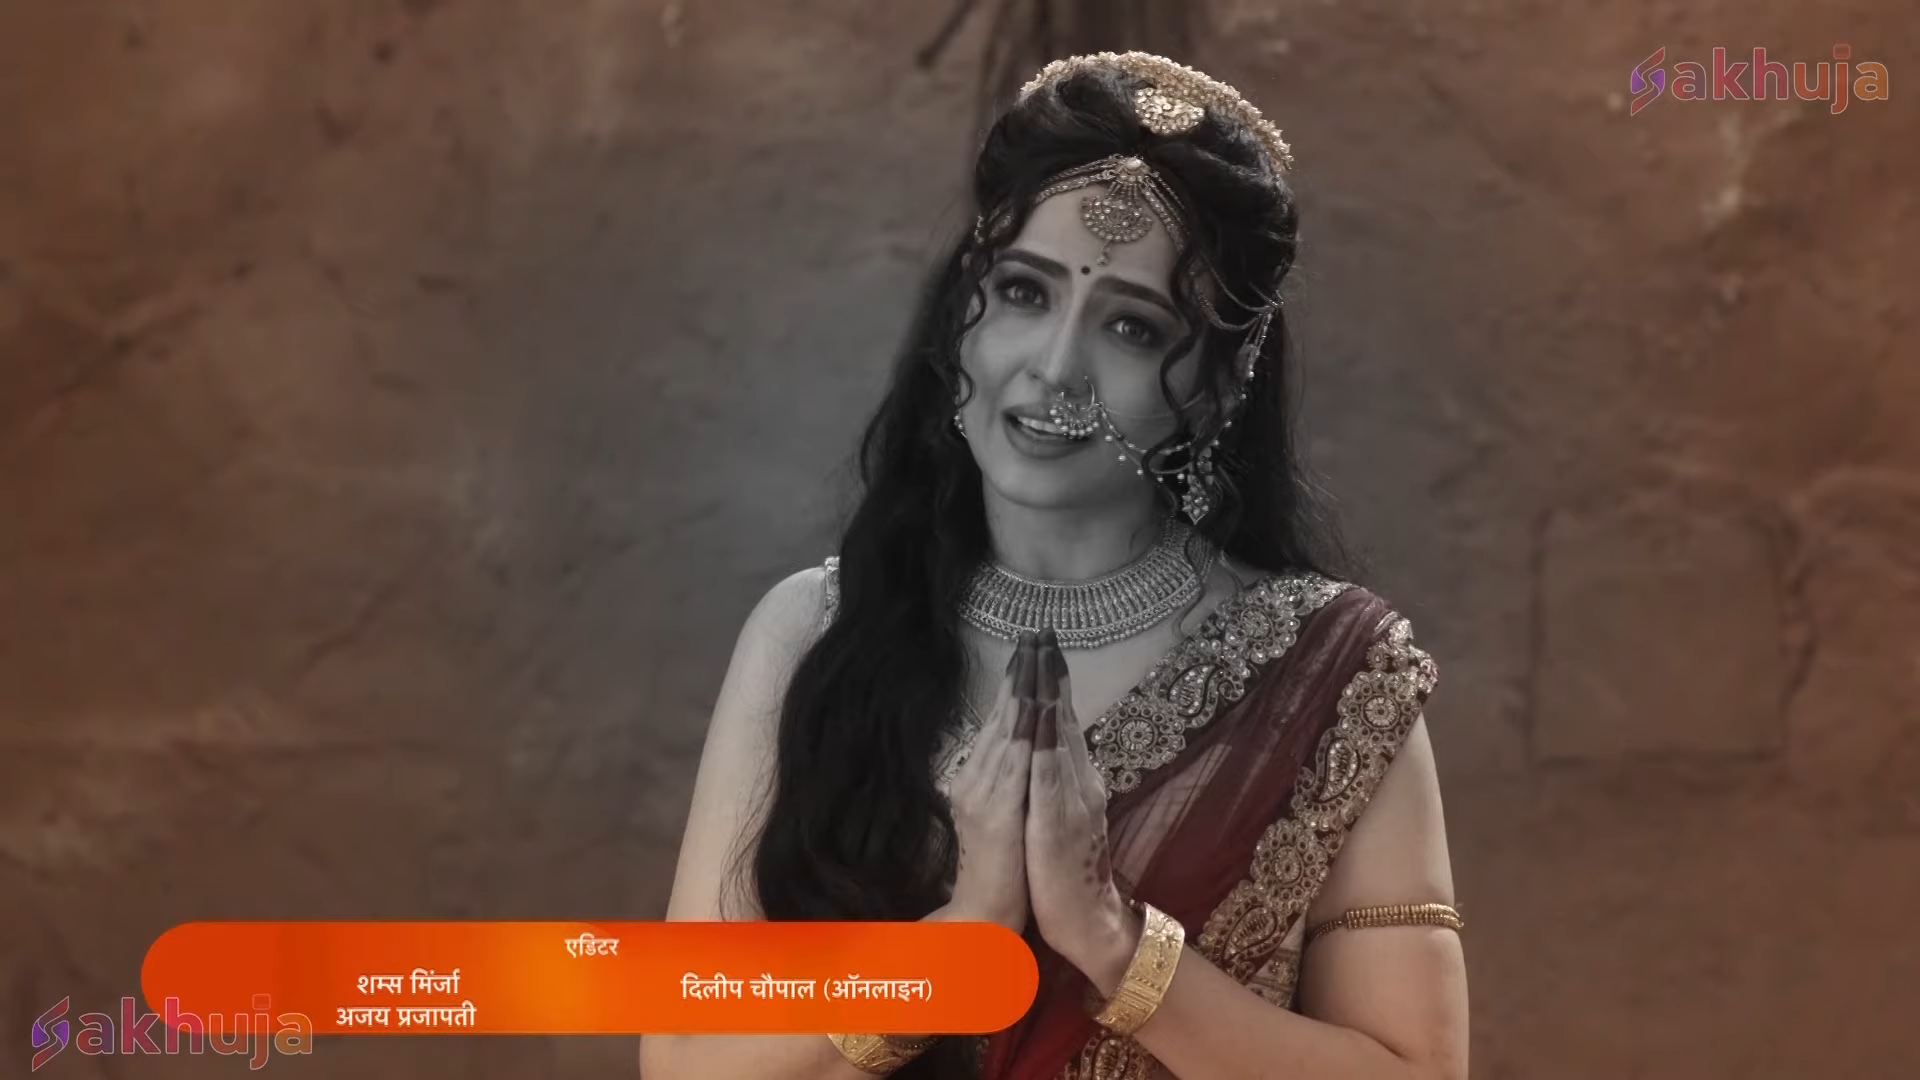 Sakhuja
एडिटर
शम्स मिर्ज़ा
दिलीप चौपाल (ऑनलाइन)
अजय प्रजापती
Sakhuja